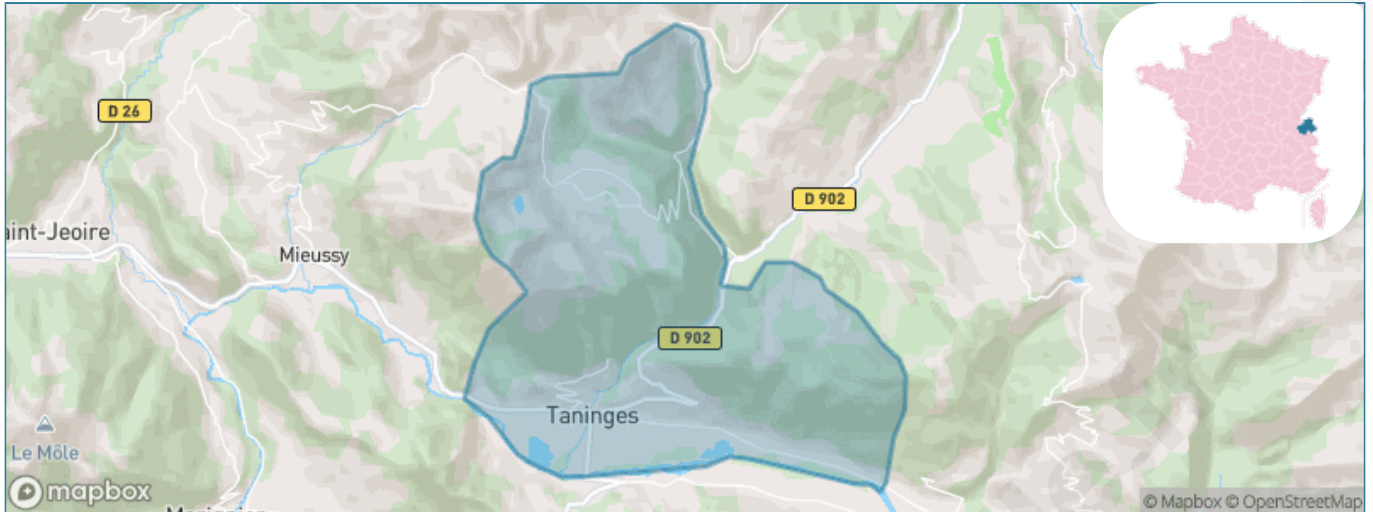 D 26
D 902
aint-Jeoire
Mieussy
D 902
Taninges
Le Môle
mapbox
© Mapbox © OpenStreetMap